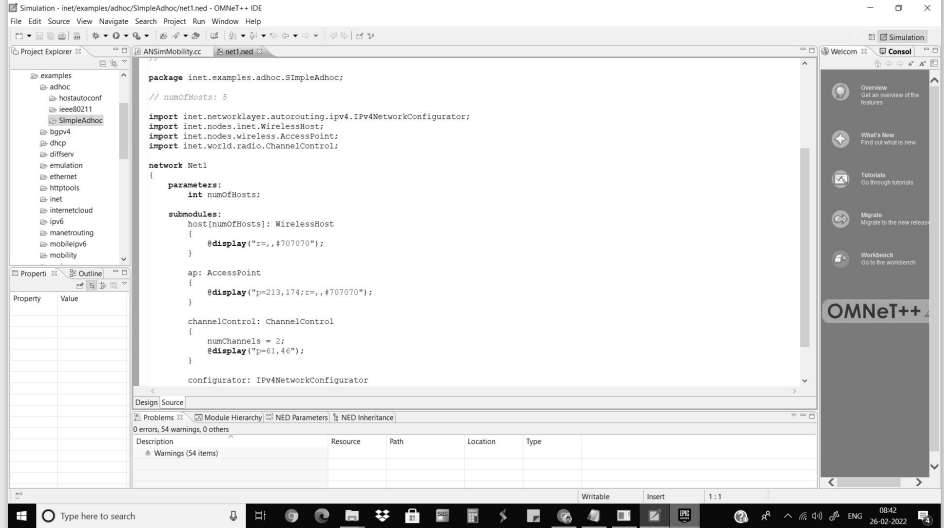 Simulation - inet/examples/adhoc/SImpleAdhoc/net1.ned - OMNeT++ IDE
File Edit Source View Navigate Search Project Run Window Help
Simulation
Project Explorer
examples
adhoc
hostautoconf
ieee80211
SImpleAdhoc
bgpv4
dhcp
diffserv
emulation
ethernet
httptools
inet
internetcloud
ipv6
manetrouting
mobileipv6
mobility
Properti
Outline
Property Value
ANSimMobility.cc
net1.ned
//
package inet.examples.adhoc.SImpleAdhoc;
// numOfHosts: 5
import inet.networklayer.autorouting.ipv4.IPv4NetworkConfigurator;
import inet.nodes.inet.WirelessHost;
import inet.nodes.wireless.AccessPoint;
import inet.world.radio.ChannelControl;
network Net1
{
parameters:
int numOfHosts;
submodules:
host[numOfHosts]: WirelessHost
{
@display("r=,,#707070");
}
ap: AccessPoint
{
@display("p=213,174;r=,,#707070");
}
channelControl: ChannelControl
{
numChannels = 2;
@display("p=61,46");
}
configurator: IPv4NetworkConfigurator
Design Source
Problems Module Hierarchy NED Parameters NED Inheritance
0 errors, 54 warnings, 0 others
Description Resource Path Location Type
Warnings (54 items)
Welcom Consol
Overview
Get an overview of the features
What's New
Find out what is new
Tutorials
Go through tutorials
Migrate
Migrate to the new release
Workbench
Go to the workbench
OMNeT++
Writable Insert 1:1
Type here to search
ENG
08:42
26-02-2022